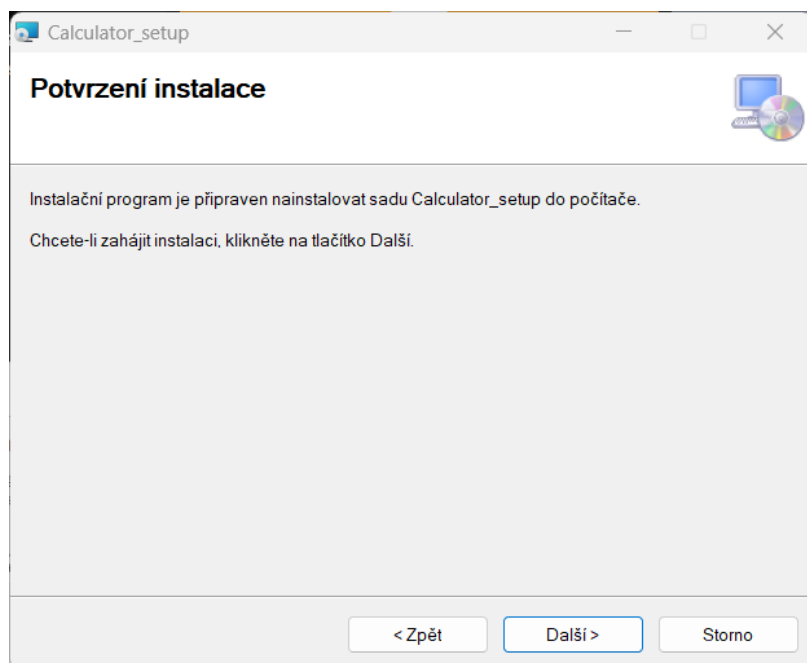 Calculator_setup
Potvrzení instalace
Instalační program je připraven nainstalovat sadu Calculator_setup do počítače.
Chcete-li zahájit instalaci, klikněte na tlačítko Další.
< Zpět
Další >
Storno